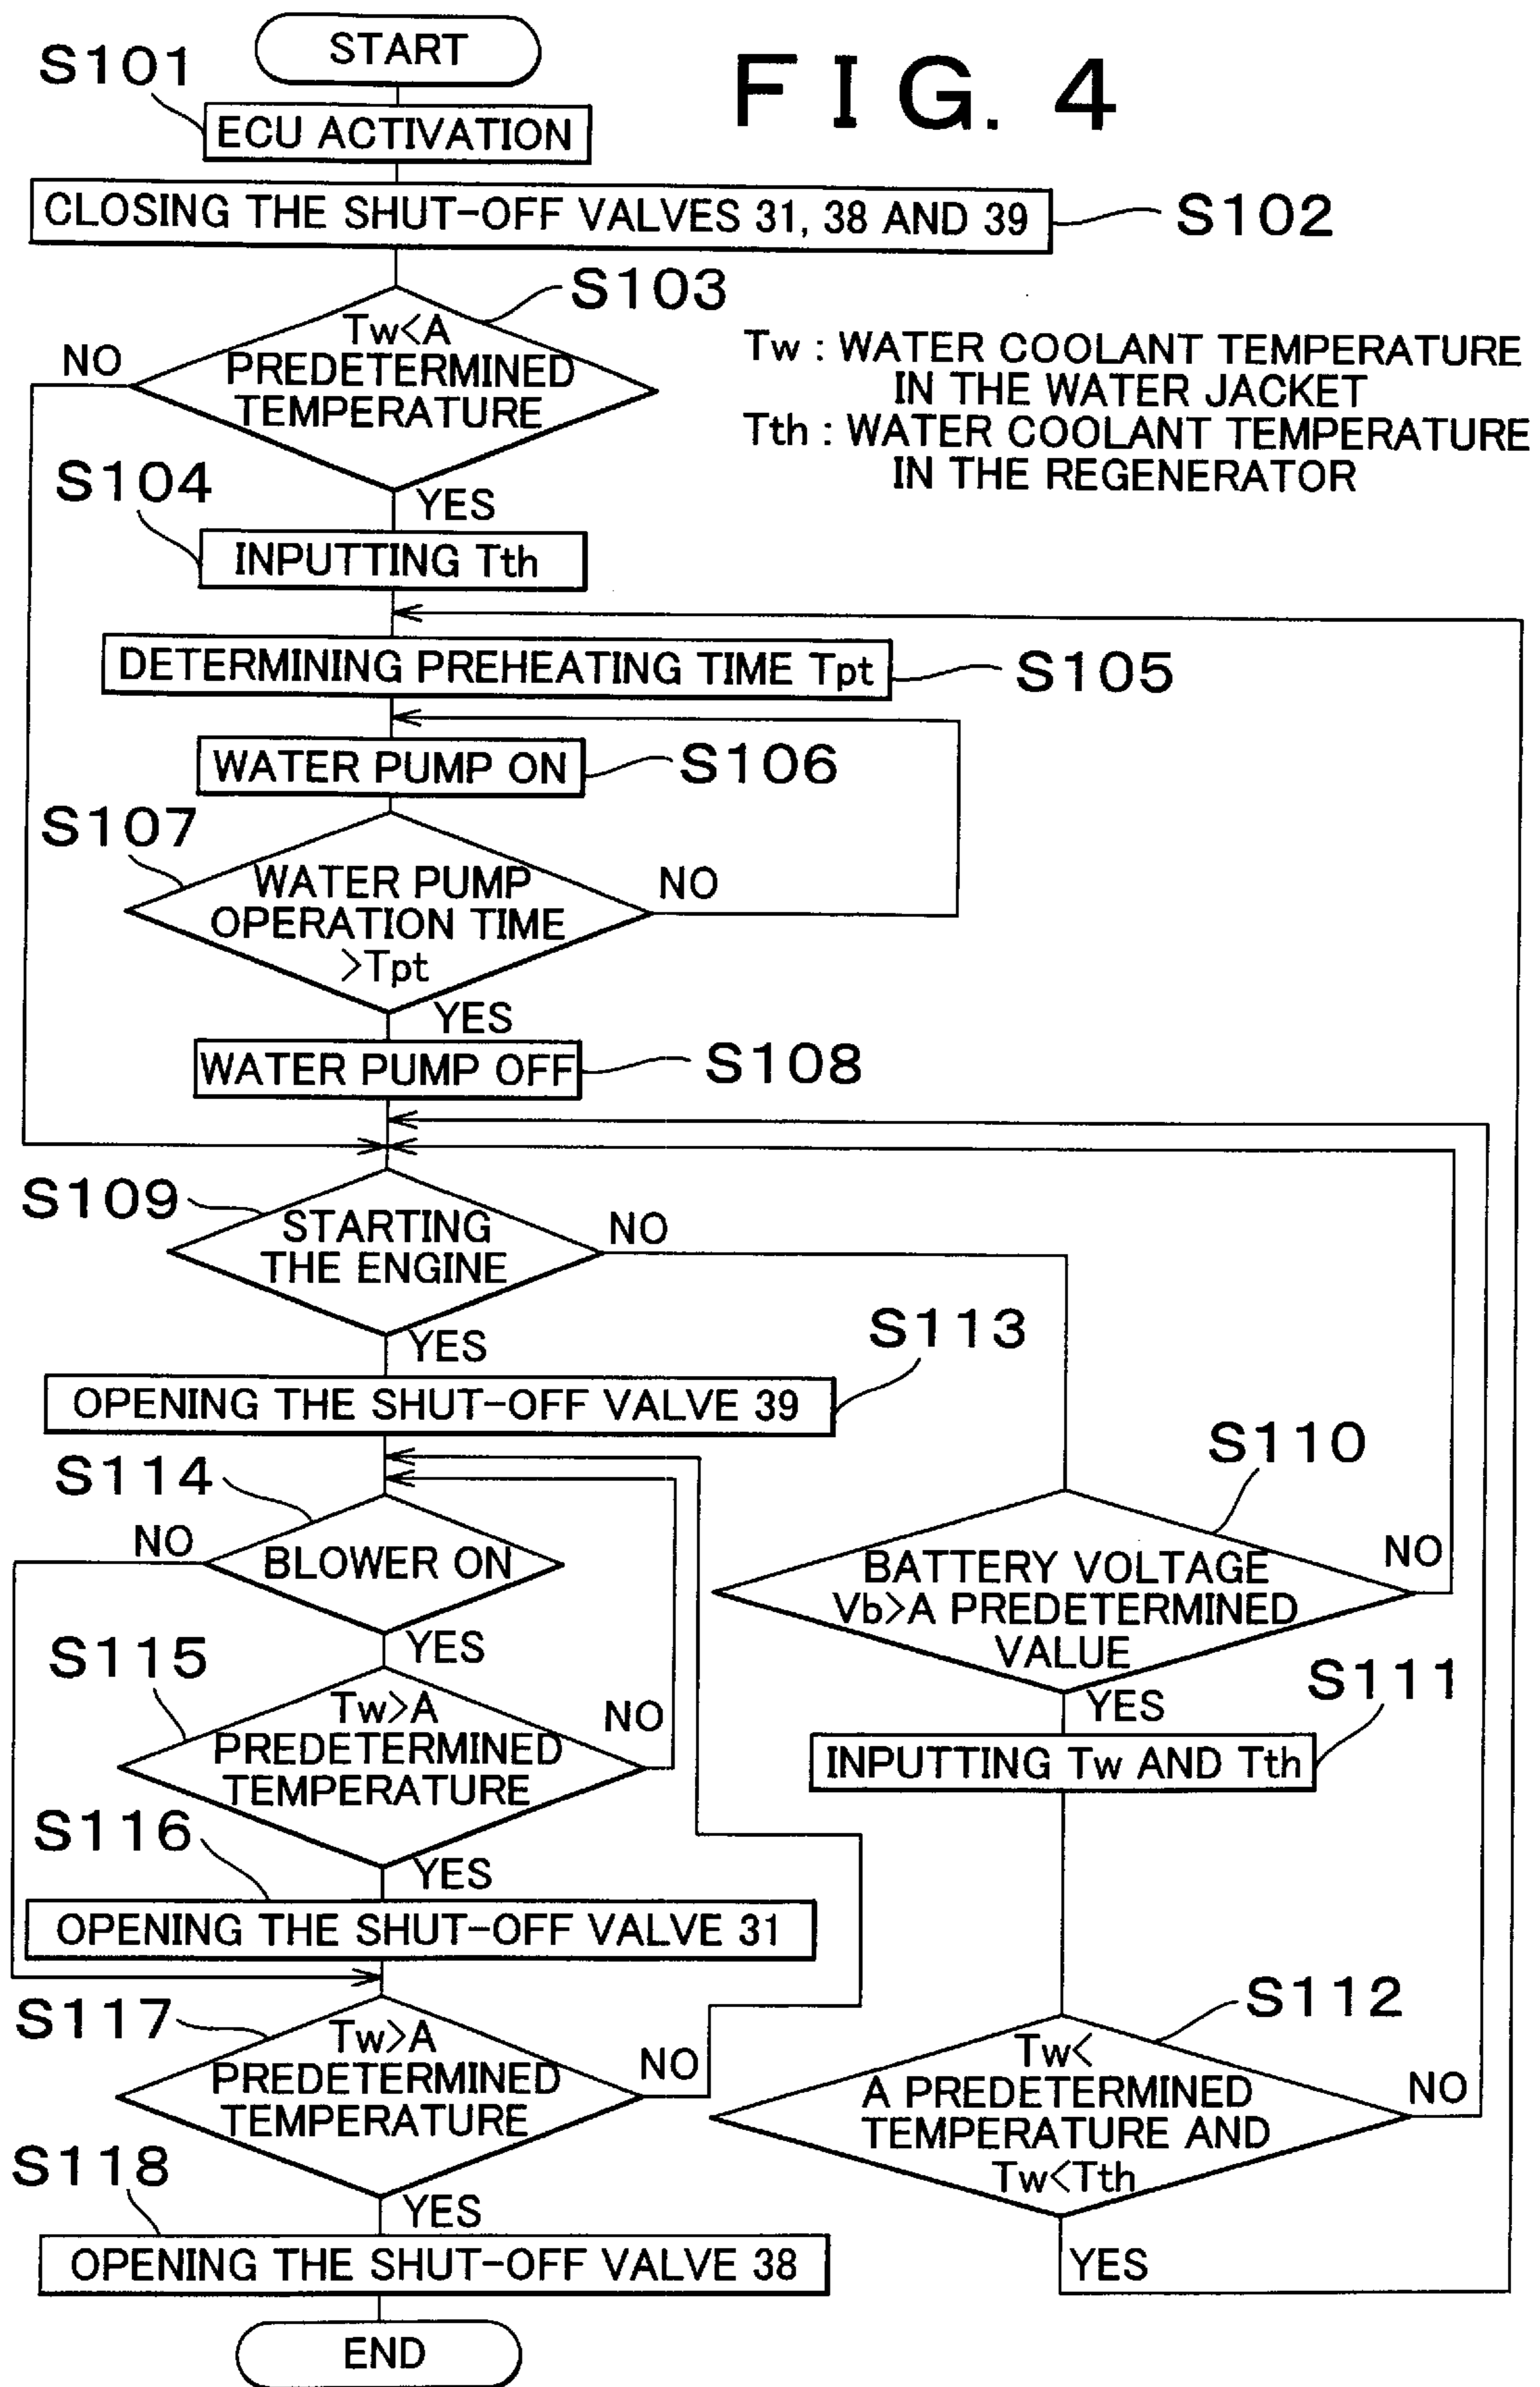 START
S101
FIG. 4
ECU ACTIVATION
CLOSING THE SHUT-OFF VALVES 31, 38 AND 39
S102
S103
Tw<A
PREDETERMINED
TEMPERATURE
NO
Tw : WATER COOLANT TEMPERATURE
IN THE WATER JACKET
Tth : WATER COOLANT TEMPERATURE
IN THE REGENERATOR
S104
YES
INPUTTING Tth
DETERMINING PREHEATING TIME Tpt
S105
WATER PUMP ON
S106
S107
WATER PUMP
OPERATION TIME
>Tpt
NO
YES
WATER PUMP OFF
S108
S109
STARTING
THE ENGINE
NO
YES
S113
OPENING THE SHUT-OFF VALVE 39
S114
NO
BLOWER ON
YES
S110
BATTERY VOLTAGE
Vb>A PREDETERMINED
VALUE
NO
YES
S115
Tw>A
PREDETERMINED
TEMPERATURE
NO
YES
S111
INPUTTING Tw AND Tth
S116
OPENING THE SHUT-OFF VALVE 31
S117
Tw>A
PREDETERMINED
TEMPERATURE
NO
YES
S112
Tw<
A PREDETERMINED
TEMPERATURE AND
Tw<Tth
NO
YES
S118
OPENING THE SHUT-OFF VALVE 38
END